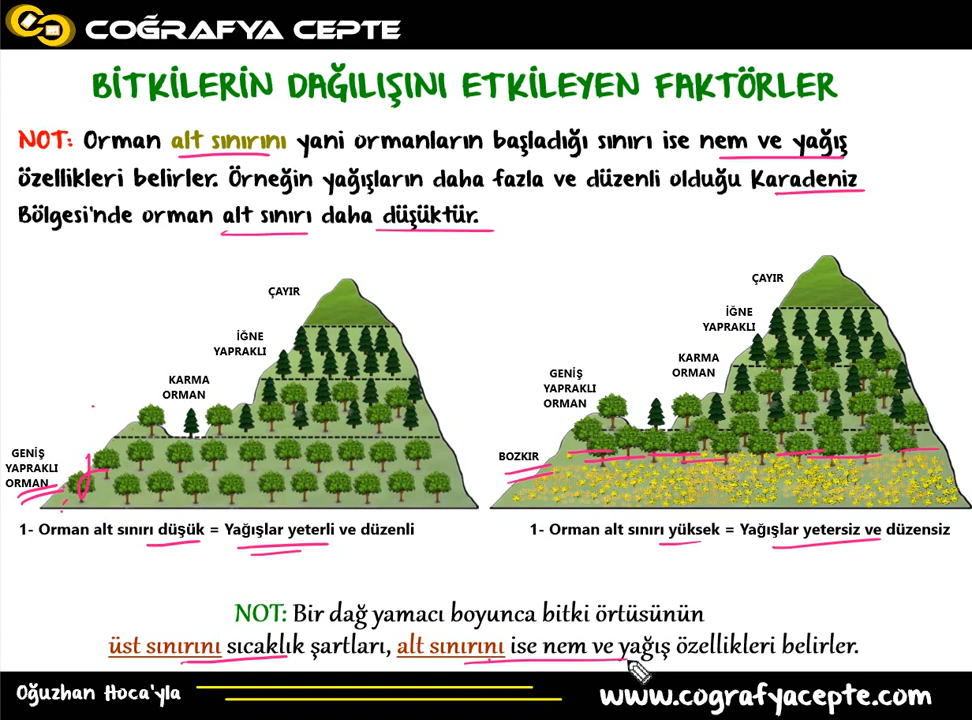 COĞRAFYA CEPTE
BİTKİLERİN DAĞILIŞINI ETKİLEYEN FAKTÖRLER
NOT: Orman alt sınırını yani ormanların başladığı sınırı ise nem ve yağış
özellikleri belirler. Örneğin yağışların daha fazla ve düzenli olduğu Karadeniz
Bölgesi'nde orman alt sınırı daha düşüktür.
ÇAYIR
İĞNE
YAPRAKLI
KARMA
ORMAN
GENİŞ
YAPRAKLI
ORMAN
1- Orman alt sınırı düşük = Yağışlar yeterli ve düzenli
ÇAYIR
İĞNE
YAPRAKLI
KARMA
ORMAN
GENİŞ
YAPRAKLI
ORMAN
BOZKIR
1- Orman alt sınırı yüksek = Yağışlar yetersiz ve düzensiz
NOT: Bir dağ yamacı boyunca bitki örtüsünün
üst sınırını sıcaklık şartları, alt sınırını ise nem ve yağış özellikleri belirler.
Oğuzhan Hoca'yla
www.cografyacepte.com